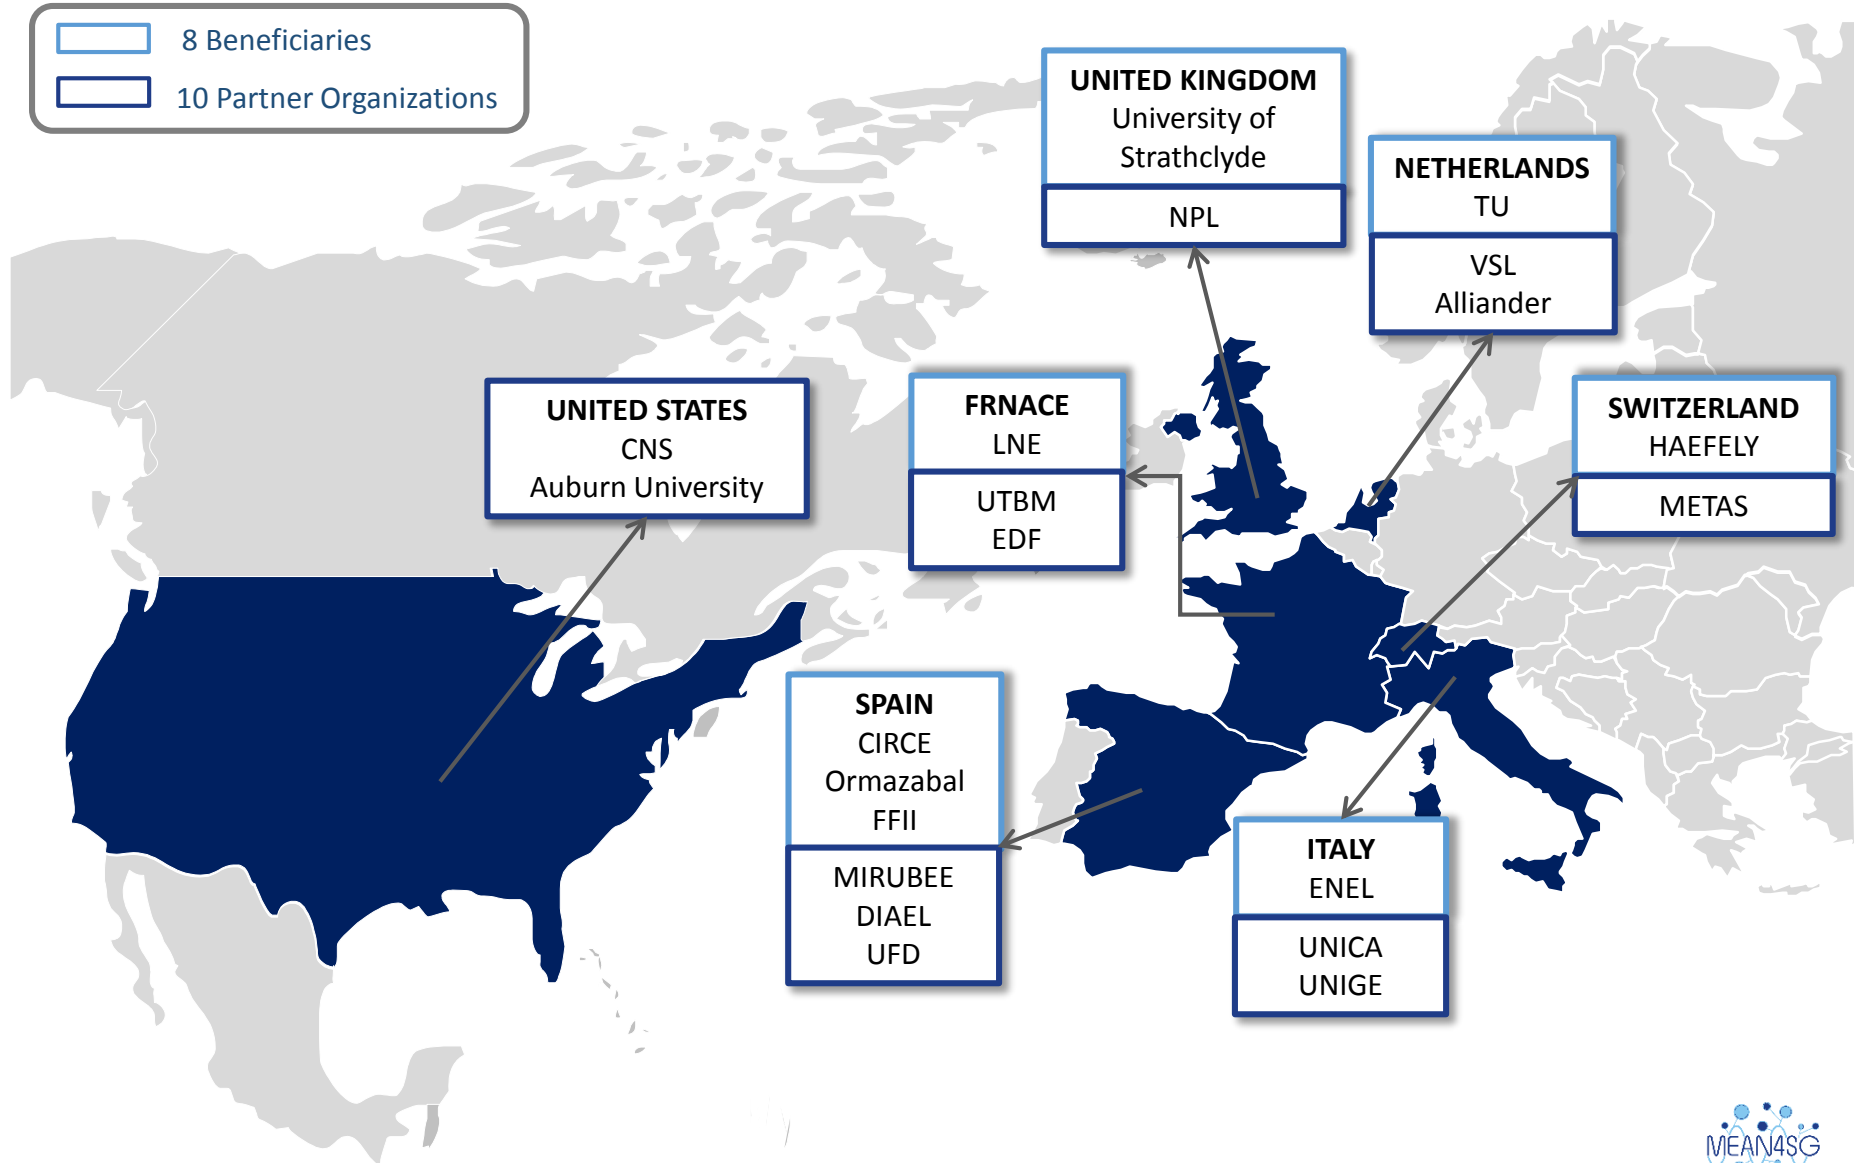 8 Beneficiaries
10 Partner Organizations
UNITED KINGDOM
University of
Strathclyde
NPL
NETHERLANDS
TU
VSL
Alliander
UNITED STATES
CNS
Auburn University
FRNACE
LNE
UTBM
EDF
SWITZERLAND
HAEFELY
METAS
SPAIN
CIRCE
Ormazabal
FFII
MIRUBEE
DIAEL
UFD
ITALY
ENEL
UNICA
UNIGE
MEAN4SG